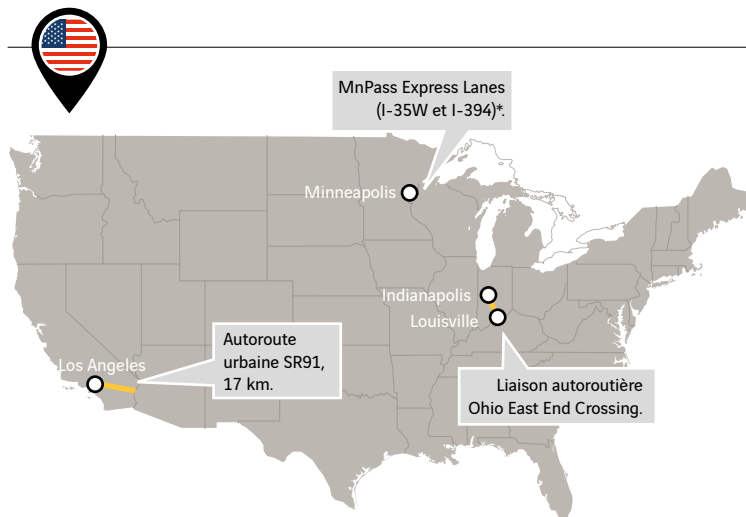 MnPass Express Lanes
(I-35W et I-394)*.
Minneapolis
Indianapolis
Louisville
Los Angeles
Autoroute
urbaine SR91,
17 km.
Liaison autoroutière
Ohio East End Crossing.